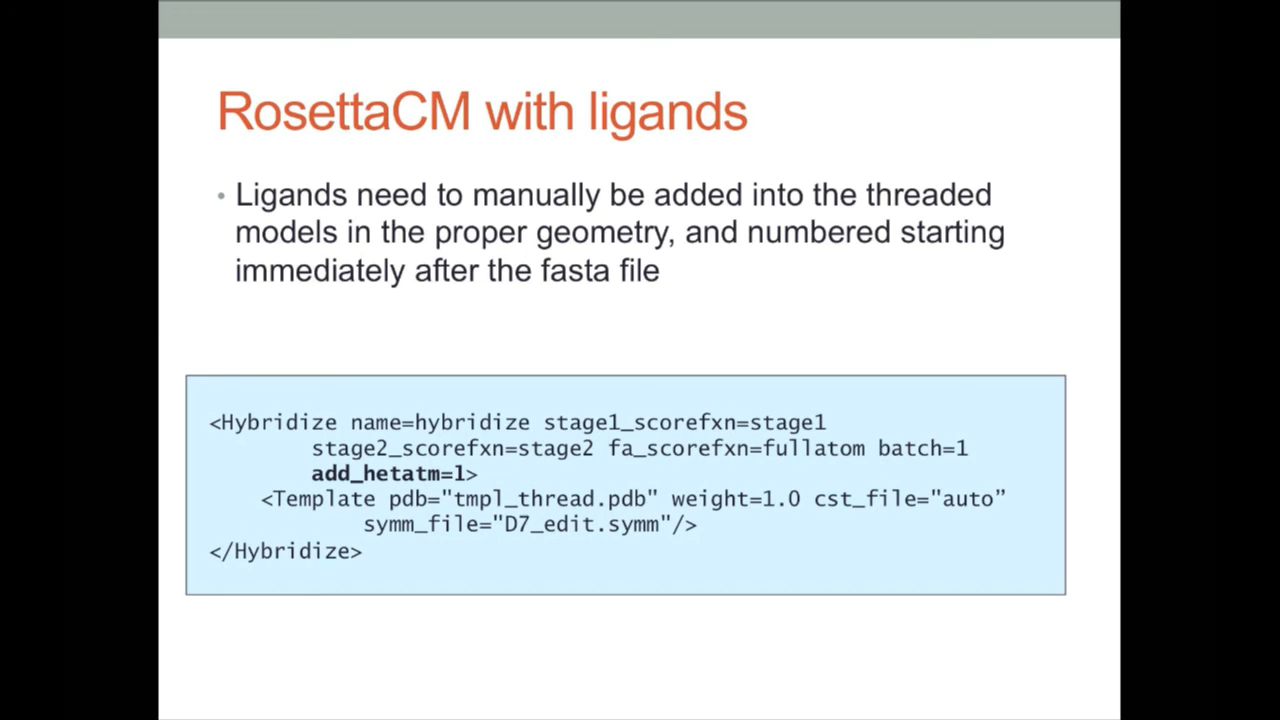 RosettaCM with ligands
• Ligands need to manually be added into the threaded
models in the proper geometry, and numbered starting
immediately after the fasta file
<Hybridize name=hybridize stage1_scorefxn=stage1
stage2_scorefxn=stage2 fa_scorefxn=fullatom batch=1
add_hetatm=1>
<Template pdb="tmpl_thread.pdb" weight=1.0 cst_file="auto”
symm_file="D7_edit.symm"/>
</Hybridize>